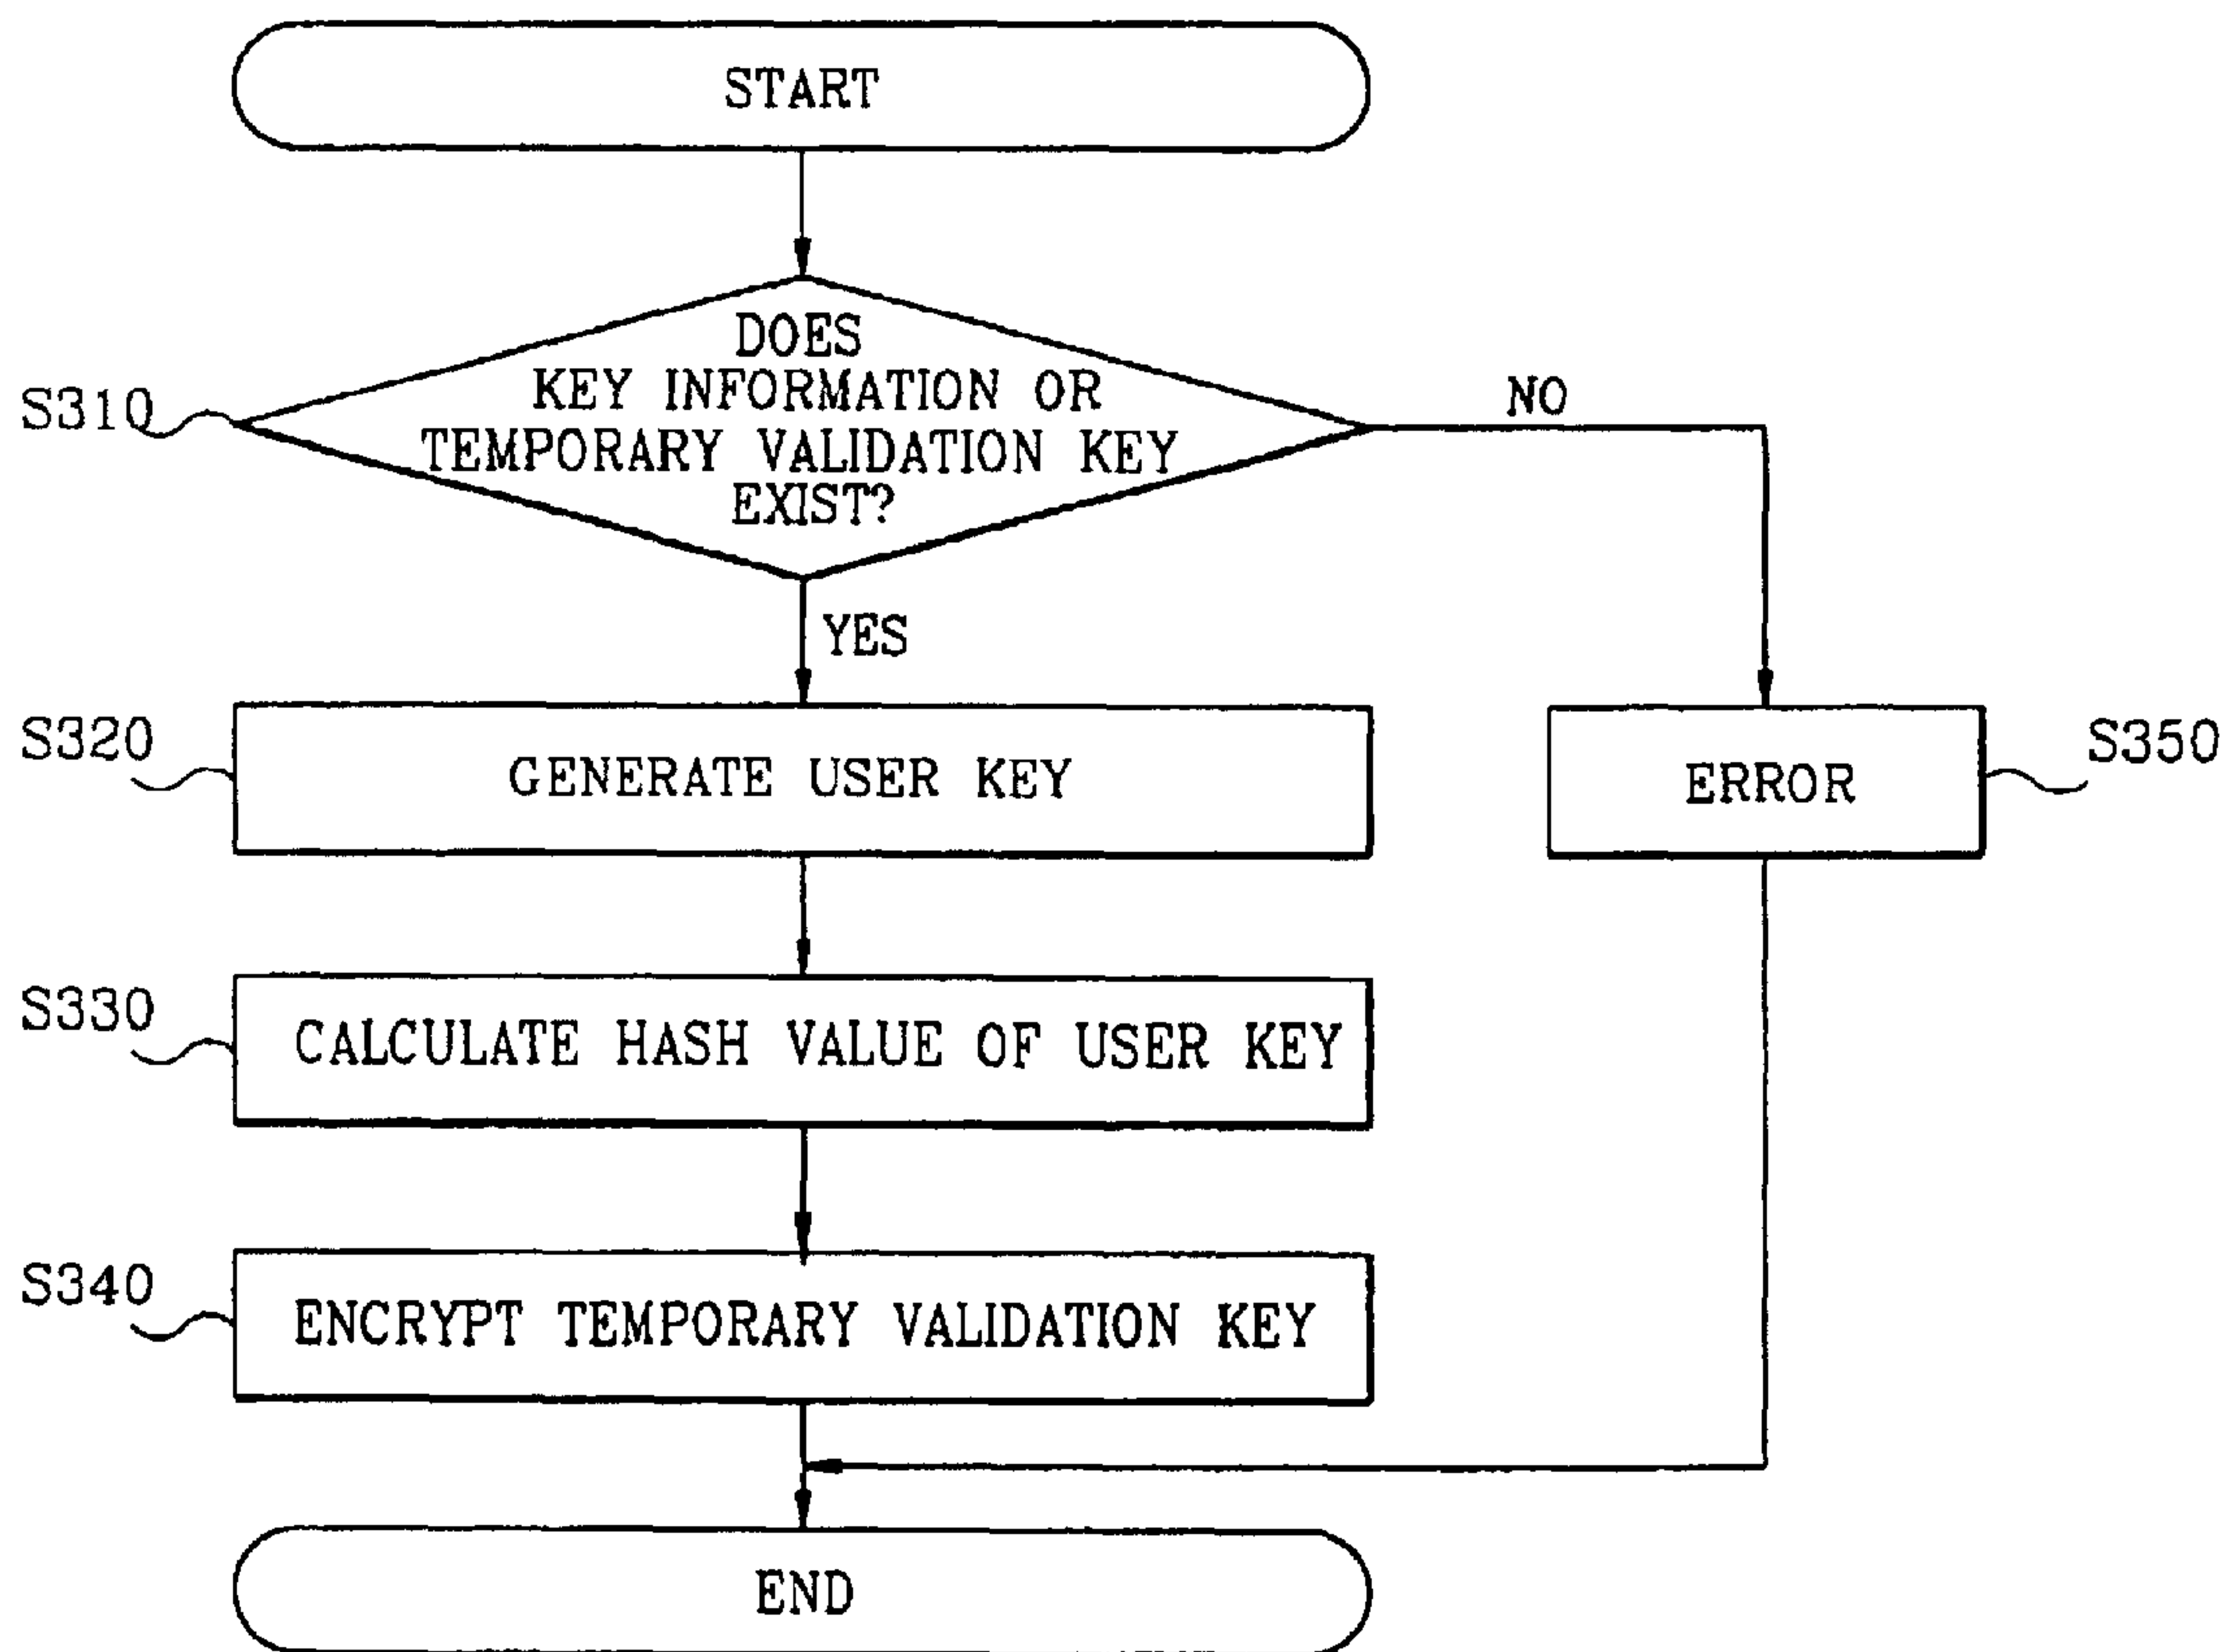 START
DOES
KEY INFORMATION OR
TEMPORARY VALIDATION KEY
EXIST?
S310
NO
YES
S320
GENERATE USER KEY
ERROR
S350
S330
CALCULATE HASH VALUE OF USER KEY
S340
ENCRYPT TEMPORARY VALIDATION KEY
END